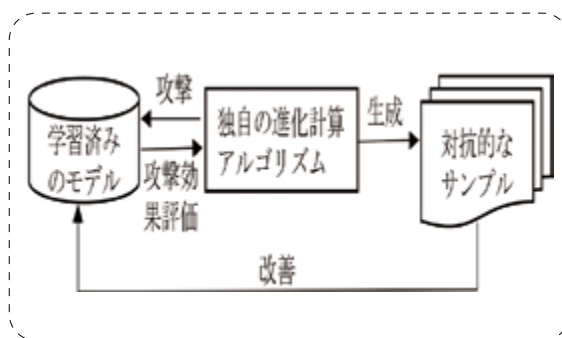 攻撃
学習済み
のモデル
攻撃効
果評価
独自の進化計算
アルゴリズム
生成
対抗的な
サンプル
改善